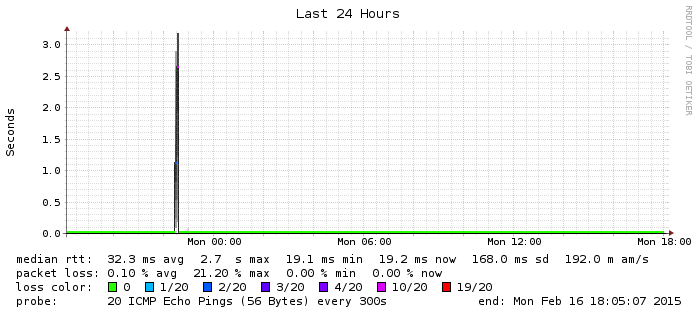 Last 24 Hours
RRDTOOL / TOBI OETIKER
Seconds
3.0
2.5
2.0
1.5
1.0
0.5
0.0
Mon 00:00 Mon 06:00 Mon 12:00 Mon 18:00
median rtt: 32.3 ms avg 2.7 s max 19.1 ms min 19.2 ms now 168.0 ms sd 192.0 m am/s
packet loss: 0.10 % avg 21.20 % max 0.00 % min 0.00 % now
loss color: 0 1/20 2/20 3/20 4/20 10/20 19/20
probe: 20 ICMP Echo Pings (56 Bytes) every 300s end: Mon Feb 16 18:05:07 2015